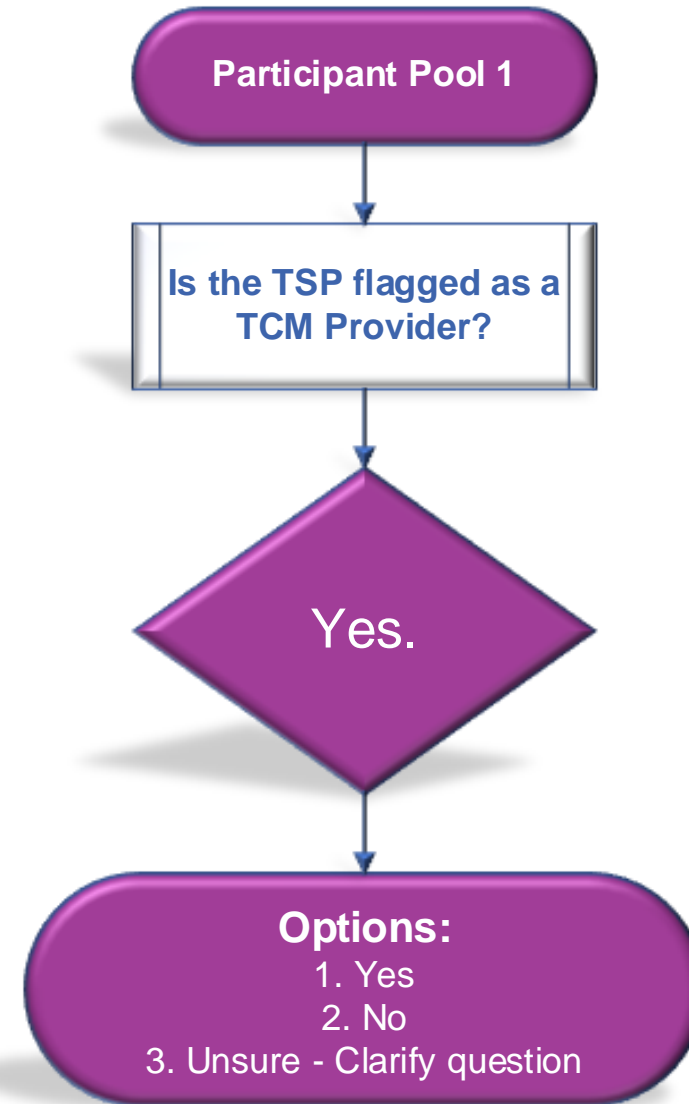 Participant Pool 1
Is the TSP flagged as a
TCM Provider?
Yes.
Options:
1. Yes
2. No
3. Unsure - Clarify question